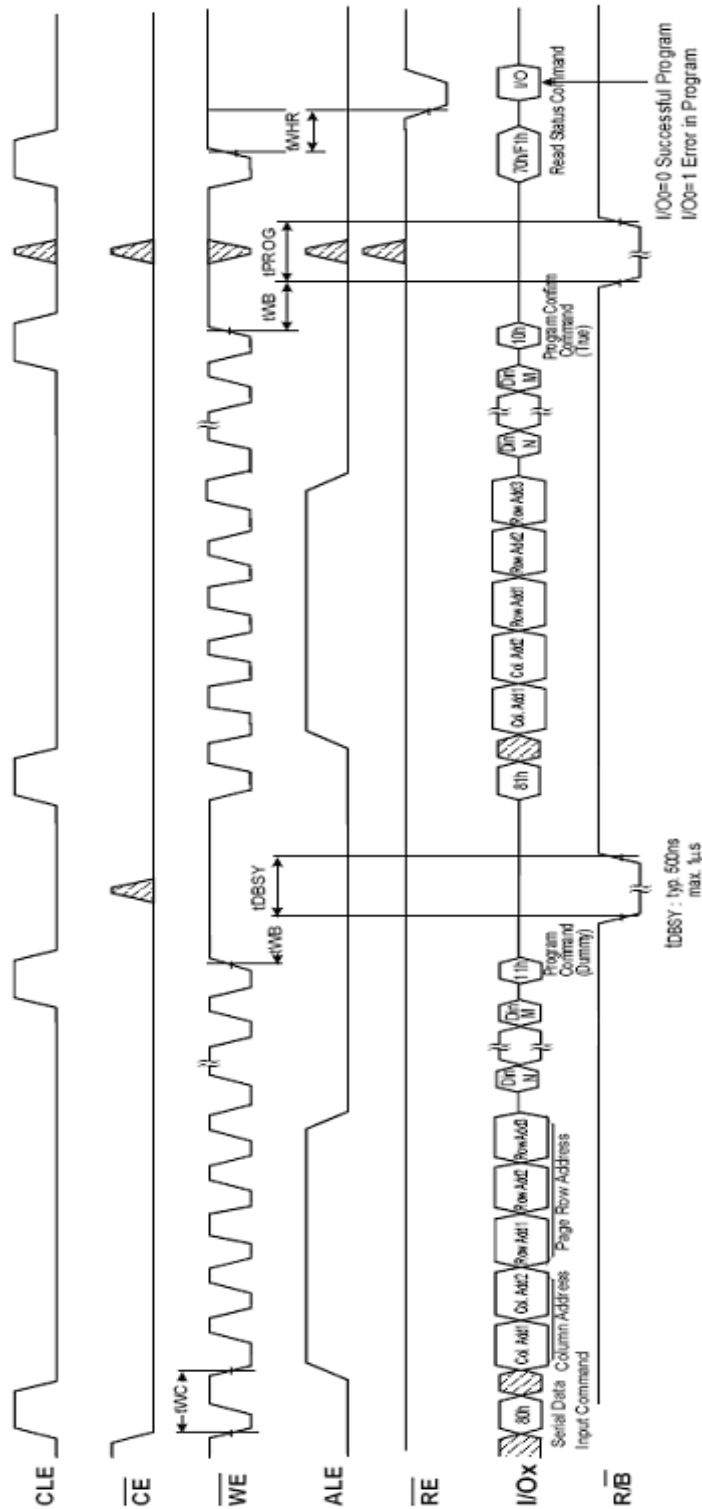 CLE
CE
WE
tWC
tWB
tDBSY
tWB
tPROG
tWHR
ALE
RE
I/Ox
80h
Col. Add1
Col. Add2
Row Add1
Row Add2
Row Add3
Din
N
Din
M
11h
81h
Col. Add1
Col. Add2
Row Add1
Row Add2
Row Add3
Din
N
Din
M
10h
70h/F1h
I/O
Serial Data
Input Command
Column Address
Page Row Address
Program
Command
(Dummy)
Program Confirm
Command
(True)
Read Status Command
R/B
tDBSY : typ. 500ns
max. 1µs
I/O0=0 Successful Program
I/O0=1 Error in Program